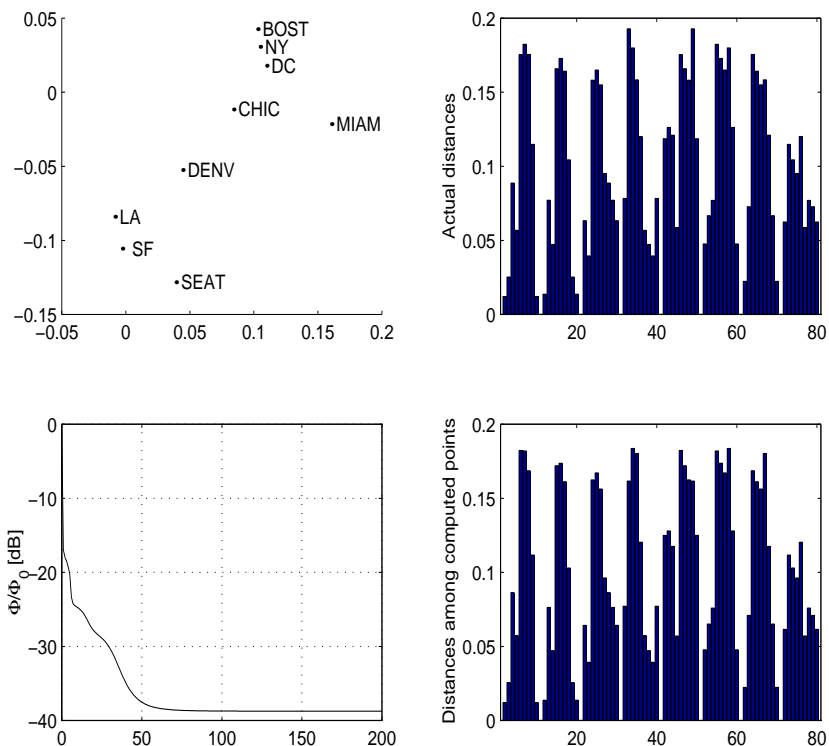 0.05
0
−0.05
−0.1
−0.15
−0.05 0 0.05 0.1 0.15 0.2
BOST
NY
DC
CHIC
MIAM
DENV
LA
SF
SEAT
Actual distances
0.2
0.15
0.1
0.05
0
20 40 60 80
Φ/Φ0 [dB]
0
−10
−20
−30
−40
0 50 100 150 200
Distances among computed points
0.2
0.15
0.1
0.05
0
20 40 60 80